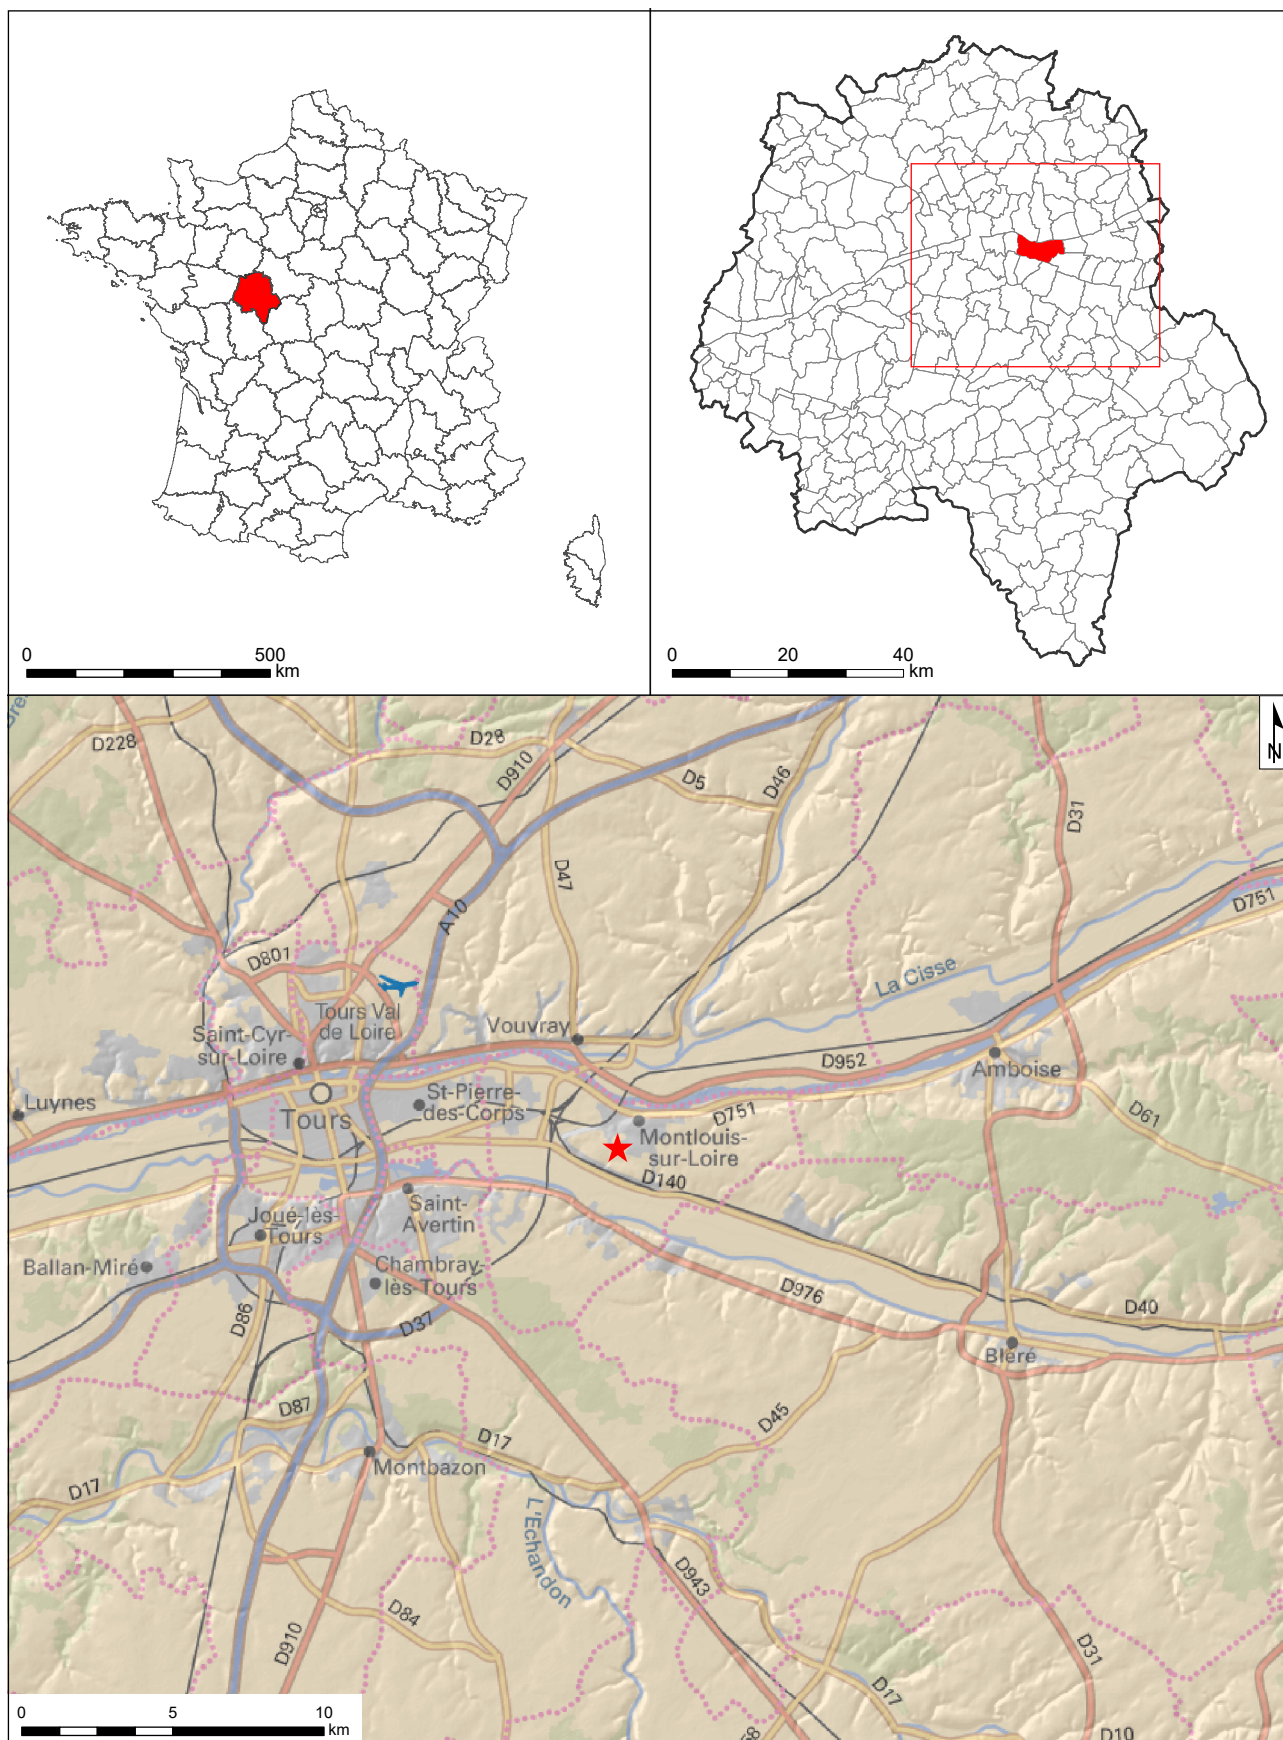 0
500
km
0
20
40
km
N
D228
D28
D910
D5
D46
D31
D47
D751
A10
D801
La Cisse
Tours Val
de Loire
Vouvray
Saint-Cyr-
sur-Loire
D952
Amboise
Luynes
St-Pierre-
des-Corps
Tours
D751
D61
Montlouis-
sur-Loire
D140
Saint-
Avertin
Joué-lès-
Tours
Ballan-Miré
Chambray-
lès-Tours
D976
D86
D37
D40
Bléré
D87
D45
D17
Montbazon
D17
L'Echandon
D943
D84
D910
D31
D17
D10
0
5
10
km